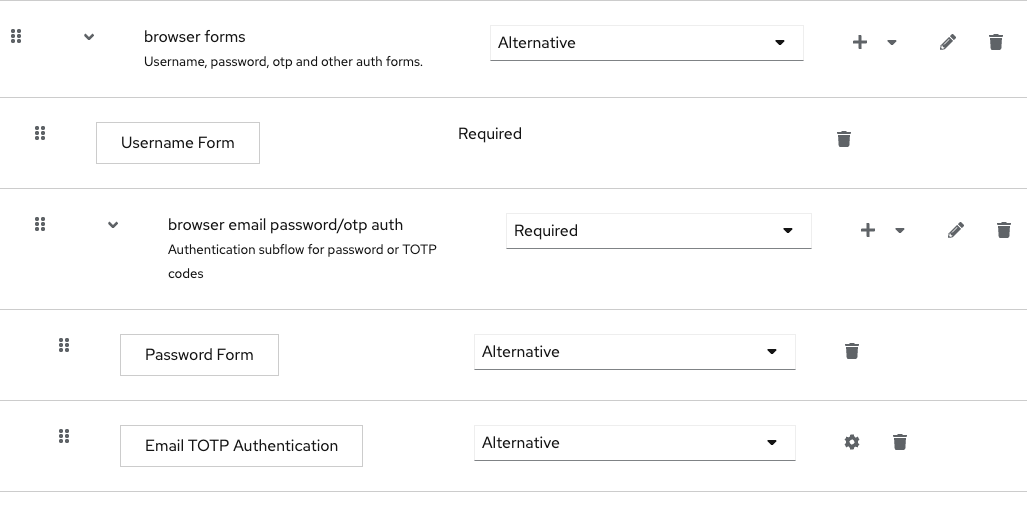 browser forms
Alternative
Username, password, otp and other auth forms.
Username Form
Required
browser email password/otp auth
Required
Authentication subflow for password or TOTP
codes
Password Form
Alternative
Email TOTP Authentication
Alternative